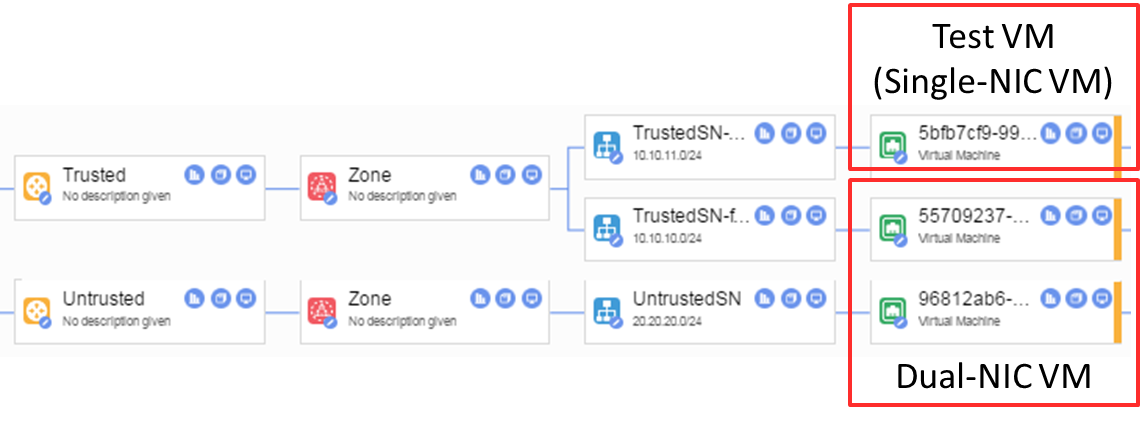 Test VM
(Single-NIC VM)
Trusted
No description given
Zone
No description given
TrustedSN-...
10.10.11.0/24
5bfb7cf9-99...
Virtual Machine
TrustedSN-f...
10.10.10.0/24
55709237-...
Virtual Machine
Untrusted
No description given
Zone
No description given
UntrustedSN
20.20.20.0/24
96812ab6-...
Virtual Machine
Dual-NIC VM